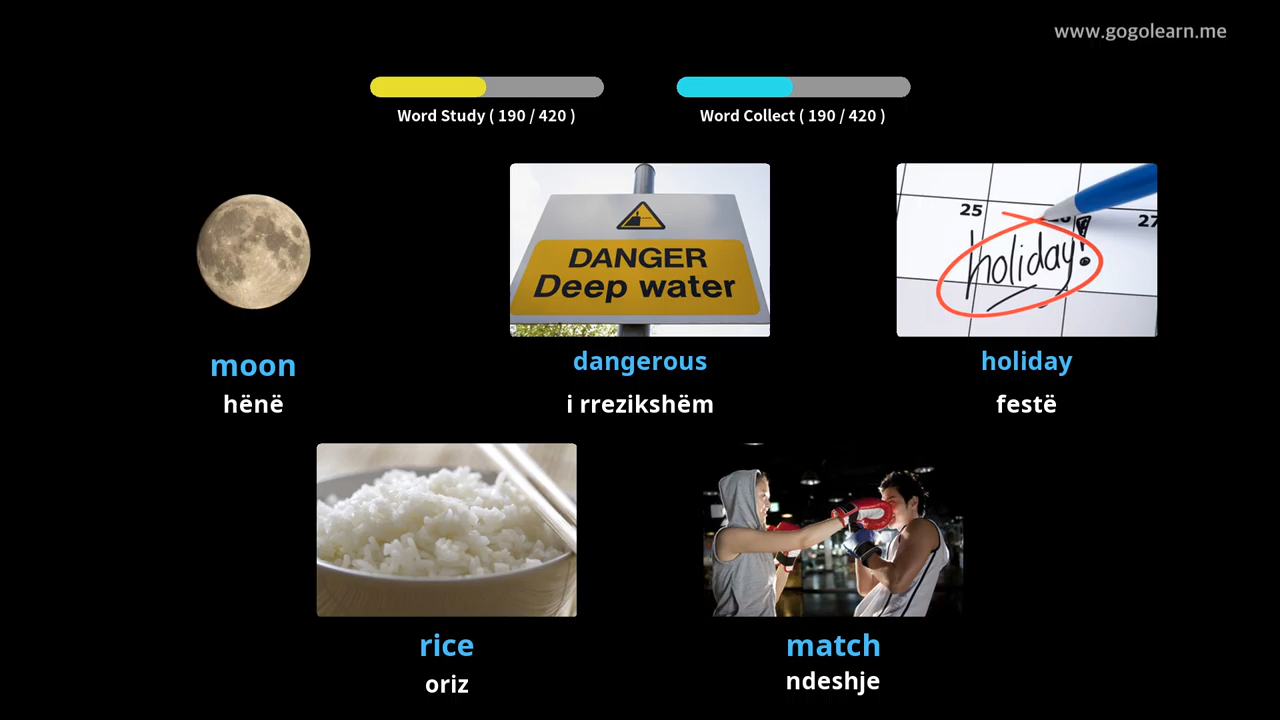 www.gogolearn.me
Word Study ( 190 / 420 )
Word Collect ( 190 / 420 )
DANGER
Deep water
25
27
holiday!
moon
dangerous
holiday
hënë
i rrezikshëm
festë
rice
match
oriz
ndeshje